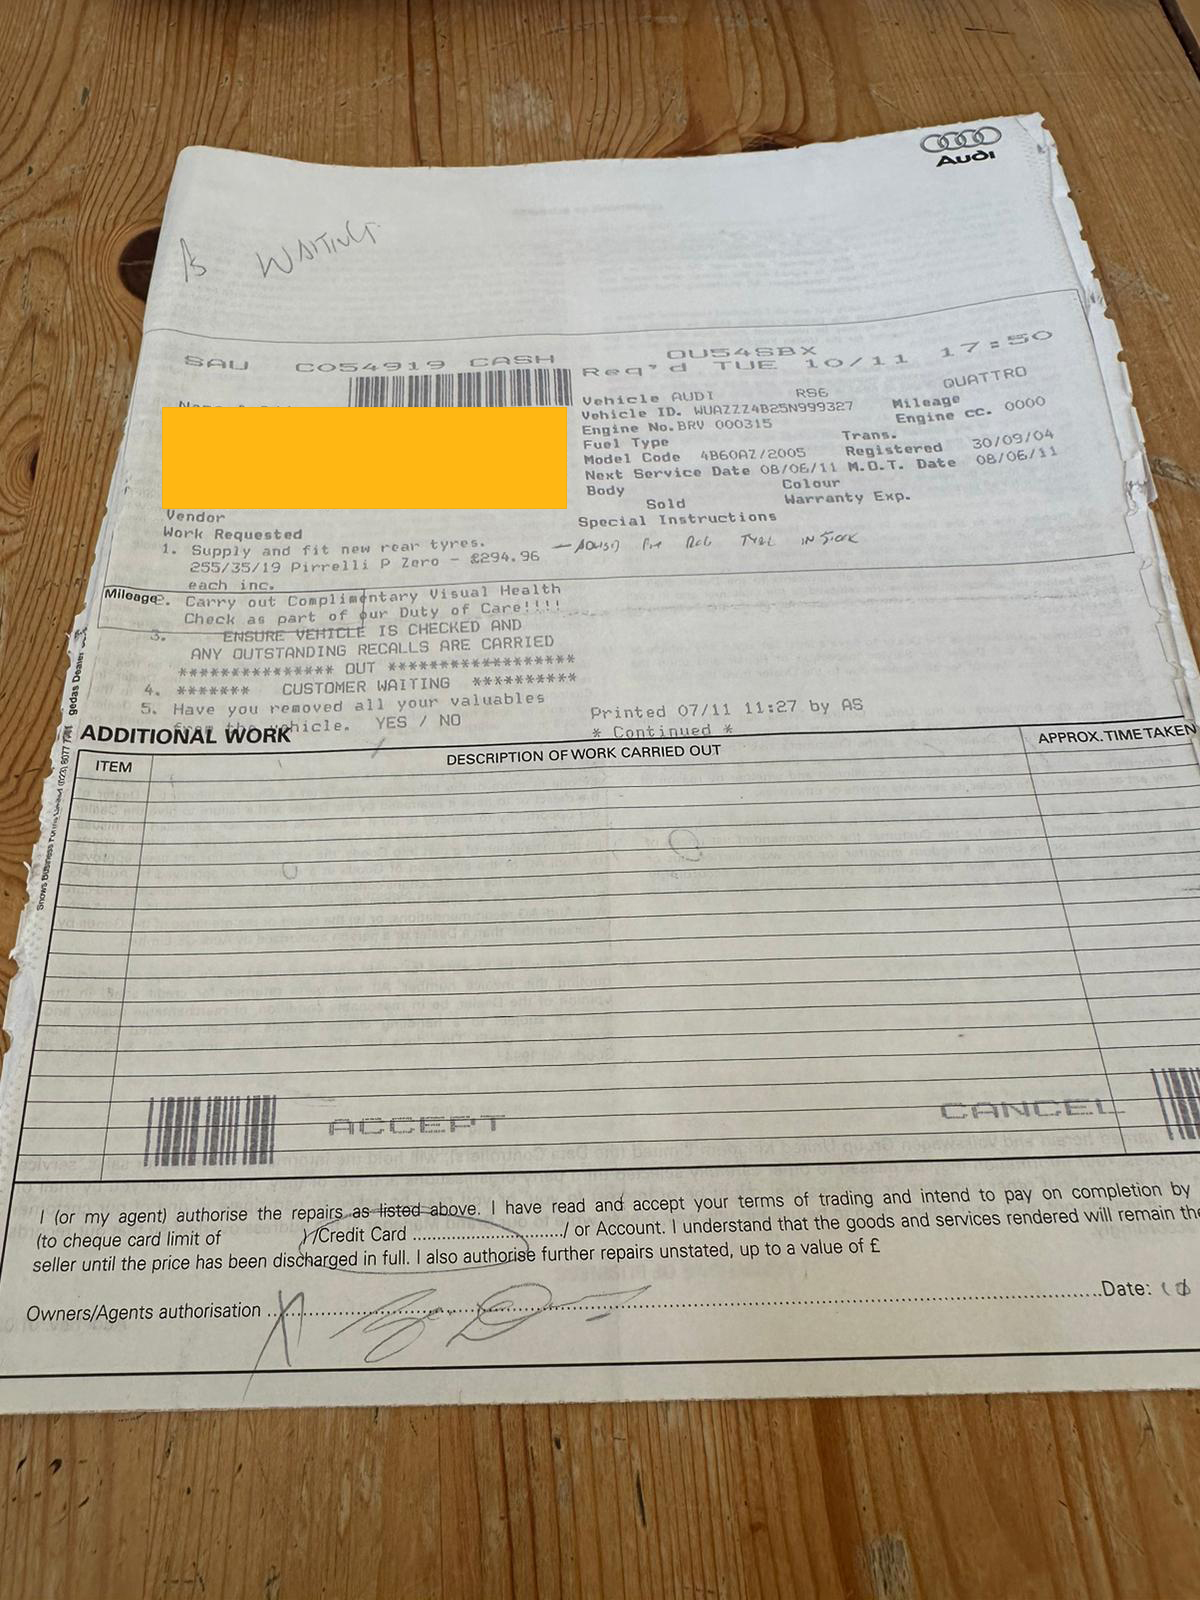 Audi
WAITING
SAU CO54919 CASH
OU54SBX
Req'd TUE 10/11 17:50
Vehicle AUDI RS6 QUATTRO
Vehicle ID. WUAZZZ4B25N999327 Mileage
Engine No. BRV 000315 Engine cc. 0000
Fuel Type Trans.
Model Code 4B60AZ/2005 Registered 30/09/04
Next Service Date 08/06/11 M.O.T. Date 08/06/11
Body Colour
Sold Warranty Exp.
Special Instructions
Vendor
Work Requested
1. Supply and fit new rear tyres.
255/35/19 Pirrelli P Zero - £294.96
each inc.
Mileage
2. Carry out Complimentary Visual Health
Check as part of our Duty of Care!!!!
3. ENSURE VEHICLE IS CHECKED AND
ANY OUTSTANDING RECALLS ARE CARRIED
************** OUT *****************
4. ******* CUSTOMER WAITING **********
5. Have you removed all your valuables
from the vehicle. YES / NO
Printed 07/11 11:27 by AS
* Continued *
gedas Dealer
ADDITIONAL WORK
ITEM DESCRIPTION OF WORK CARRIED OUT APPROX. TIME TAKEN
ACCEPT CANCEL
I (or my agent) authorise the repairs as listed above. I have read and accept your terms of trading and intend to pay on completion by
(to cheque card limit of )/Credit Card ............................/ or Account. I understand that the goods and services rendered will remain the
seller until the price has been discharged in full. I also authorise further repairs unstated, up to a value of £
Owners/Agents authorisation Date: 10